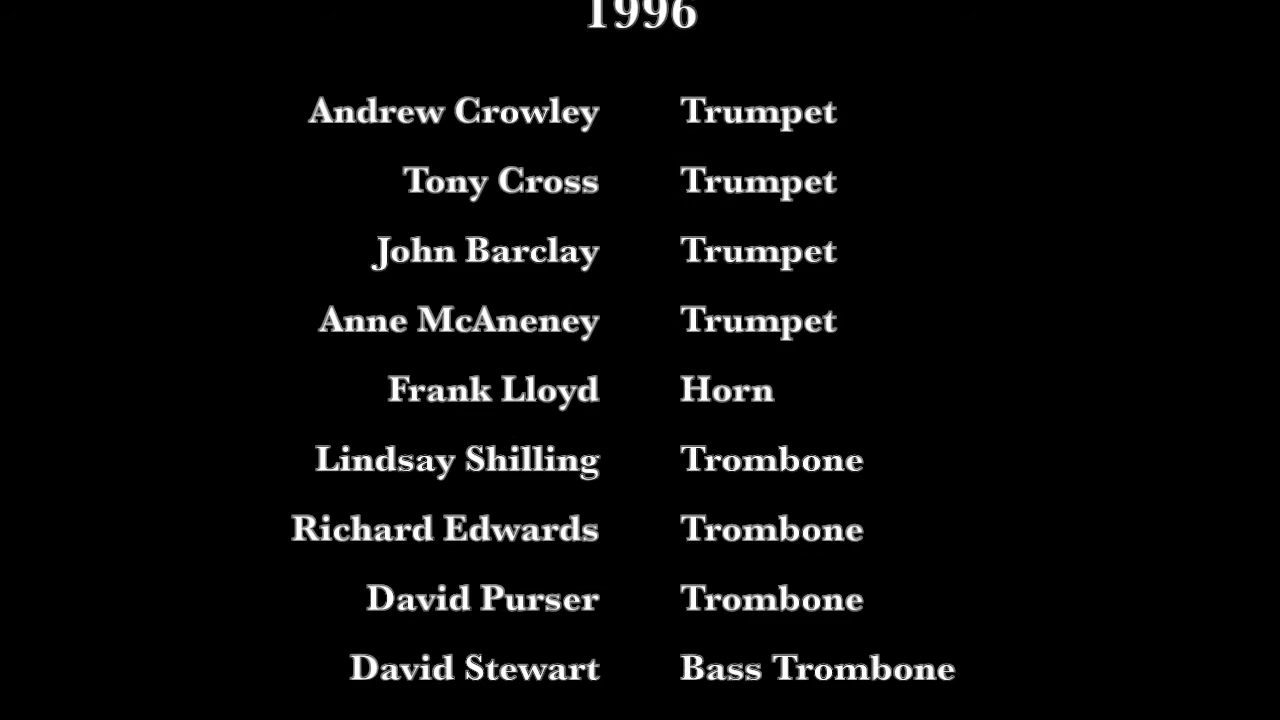 1996
Andrew Crowley Trumpet
Tony Cross Trumpet
John Barclay Trumpet
Anne McAneney Trumpet
Frank Lloyd Horn
Lindsay Shilling Trombone
Richard Edwards Trombone
David Purser Trombone
David Stewart Bass Trombone